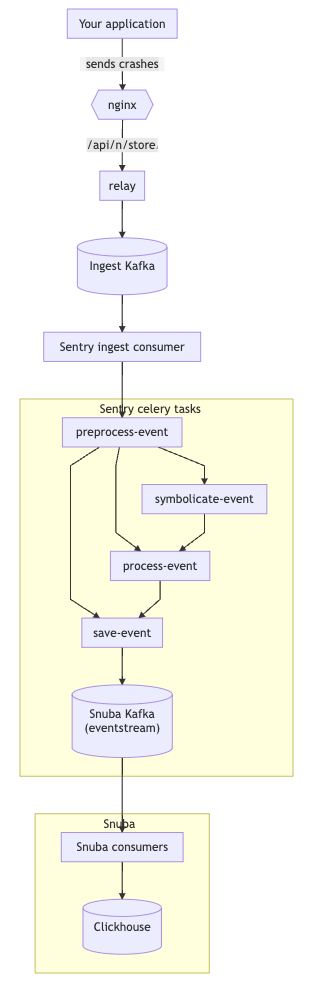 Your application
sends crashes
nginx
/api/n/store
relay
Ingest Kafka
Sentry ingest consumer
Sentry celery tasks
preprocess-event
symbolicate-event
process-event
save-event
Snuba Kafka
(eventstream)
Snuba
Snuba consumers
Clickhouse